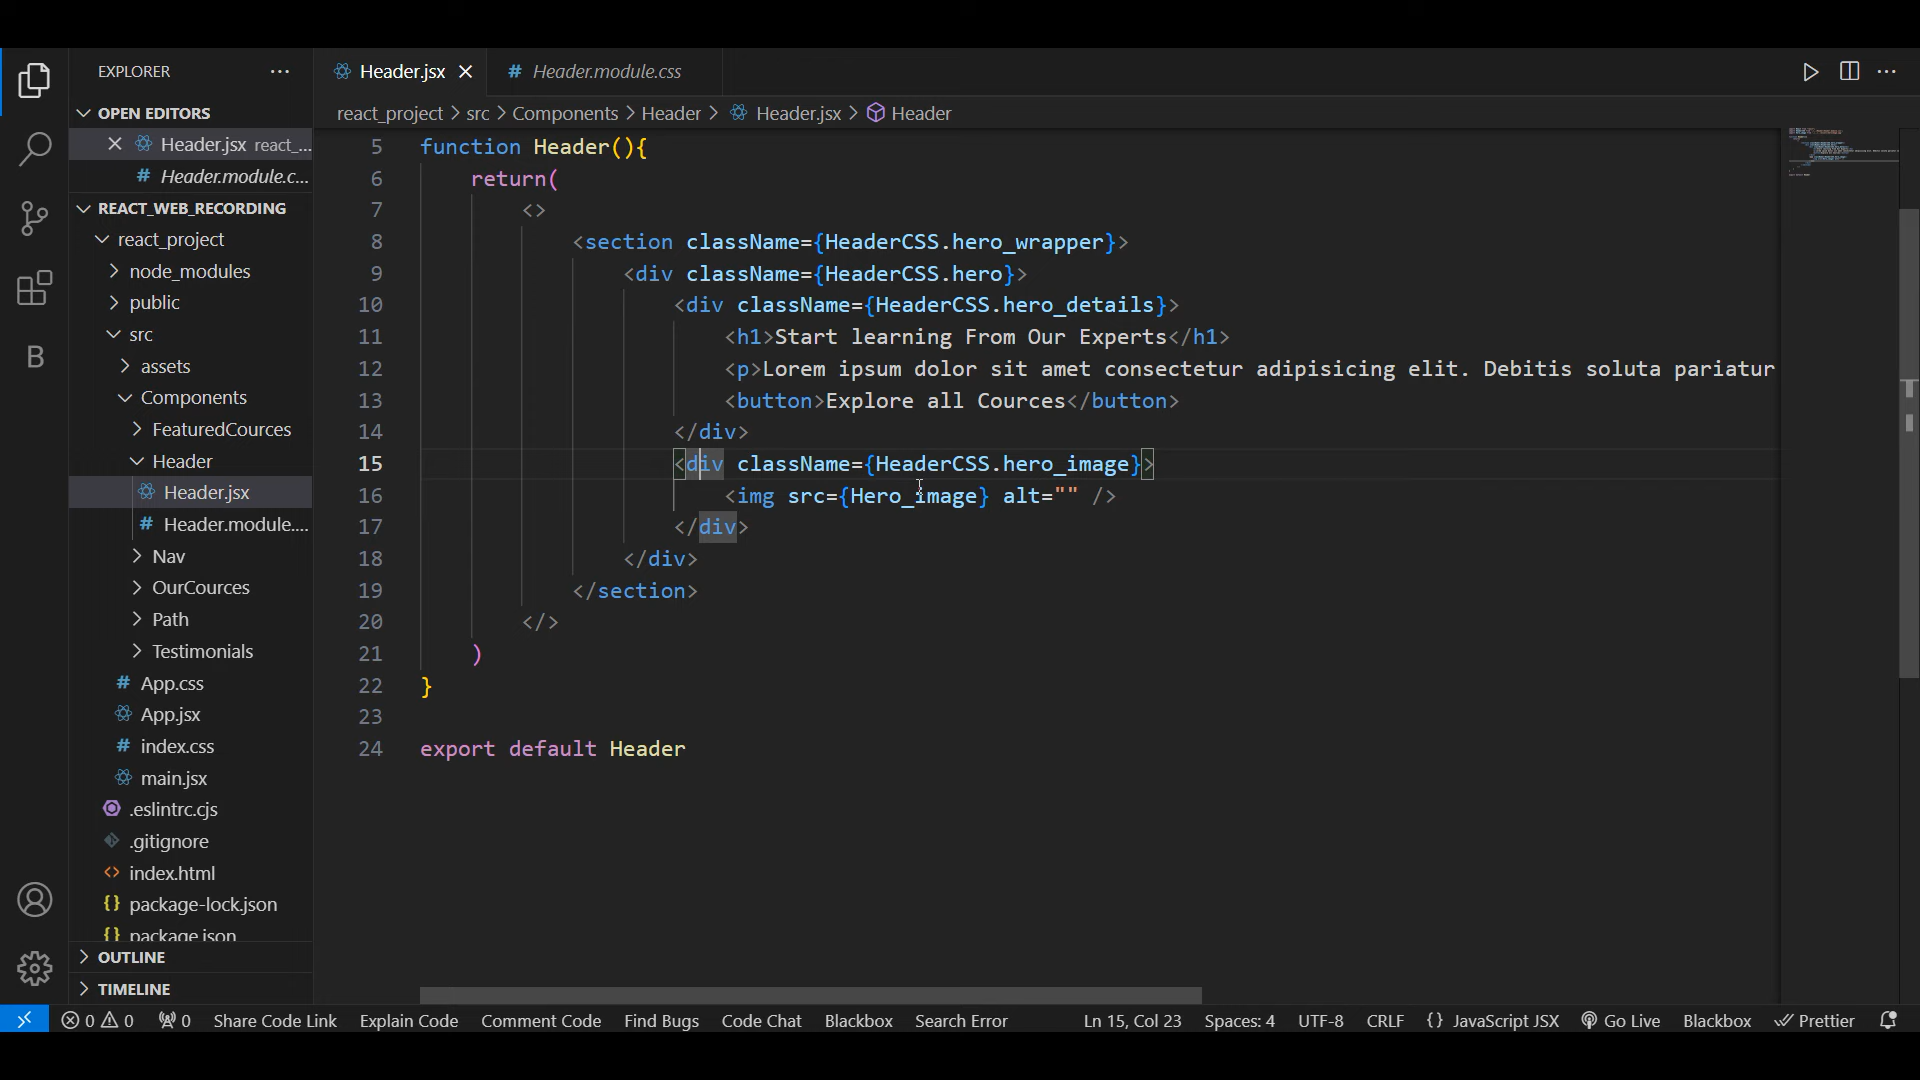 EXPLORER
OPEN EDITORS
Header.jsx react_...
Header.module.c...
REACT_WEB_RECORDING
react_project
node_modules
public
src
assets
Components
FeaturedCources
Header
Header.jsx
Header.module....
Nav
OurCources
Path
Testimonials
App.css
App.jsx
index.css
main.jsx
.eslintrc.cjs
.gitignore
index.html
package-lock.json
package.json
OUTLINE
TIMELINE
Header.jsx
Header.module.css
react_project > src > Components > Header > Header.jsx > Header
5 function Header(){
6 return(
7 <>
8 <section className={HeaderCSS.hero_wrapper}>
9 <div className={HeaderCSS.hero}>
10 <div className={HeaderCSS.hero_details}>
11 <h1>Start learning From Our Experts</h1>
12 <p>Lorem ipsum dolor sit amet consectetur adipisicing elit. Debitis soluta pariatur
13 <button>Explore all Cources</button>
14 </div>
15 <div className={HeaderCSS.hero_image}>
16 <img src={Hero_image} alt="" />
17 </div>
18 </div>
19 </section>
20 </>
21 )
22 }
23
24 export default Header
0 0 0 Share Code Link Explain Code Comment Code Find Bugs Code Chat Blackbox Search Error Ln 15, Col 23 Spaces: 4 UTF-8 CRLF {} JavaScript JSX Go Live Blackbox Prettier